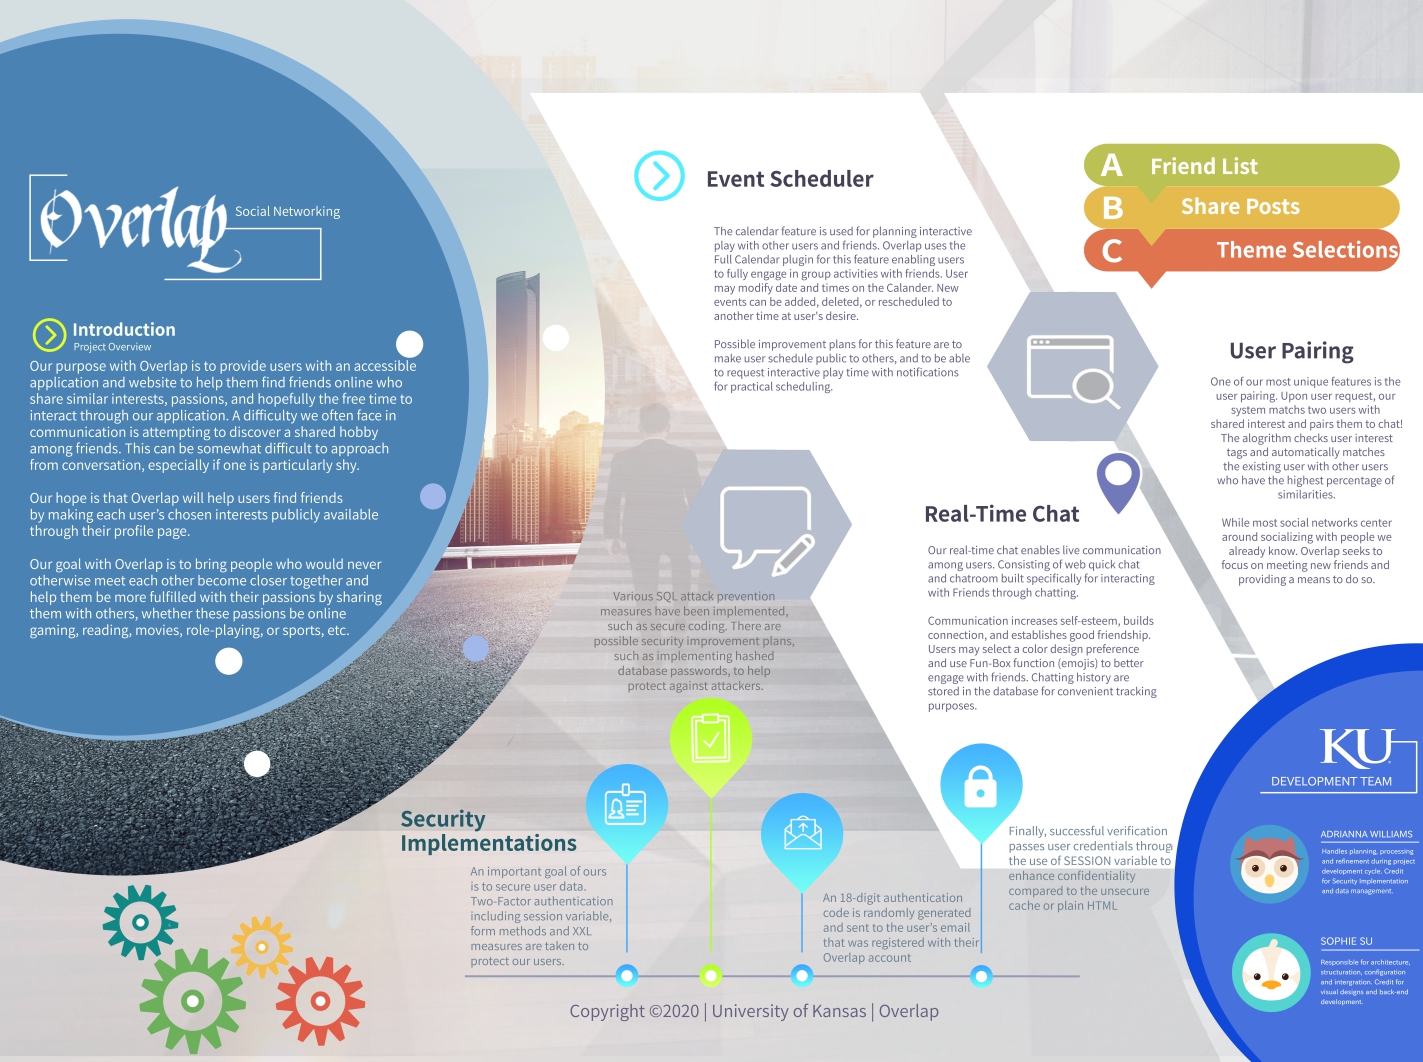 Overlap
Social Networking
Introduction
Project Overview
Our purpose with Overlap is to provide users with an accessible
application and website to help them find friends online who
share similar interests, passions, and hopefully the free time to
interact through our application. A difficulty we often face in
communication is attempting to discover a shared hobby
among friends. This can be somewhat difficult to approach
from conversation, especially if one is particularly shy.
Our hope is that Overlap will help users find friends
by making each user's chosen interests publicly available
through their profile page.
Our goal with Overlap is to bring people who would never
otherwise meet each other become closer together and
help them be more fulfilled with their passions by sharing
them with others, whether these passions be online
gaming, reading, movies, role-playing, or sports, etc.
Event Scheduler
The calendar feature is used for planning interactive
play with other users and friends. Overlap uses the
Full Calendar plugin for this feature enabling users
to fully engage in group activities with friends. User
may modify date and times on the Calander. New
events can be added, deleted, or rescheduled to
another time at user's desire.
Possible improvement plans for this feature are to
make user schedule public to others, and to be able
to request interactive play time with notifications
for practical scheduling.
A Friend List
B Share Posts
C Theme Selections
User Pairing
One of our most unique features is the
user pairing. Upon user request, our
system matchs two users with
shared interest and pairs them to chat!
The alogrithm checks user interest
tags and automatically matches
the existing user with other users
who have the highest percentage of
similarities.
While most social networks center
around socializing with people we
already know. Overlap seeks to
focus on meeting new friends and
providing a means to do so.
Real-Time Chat
Our real-time chat enables live communication
among users. Consisting of web quick chat
and chatroom built specifically for interacting
with Friends through chatting.
Communication increases self-esteem, builds
connection, and establishes good friendship.
Users may select a color design preference
and use Fun-Box function (emojis) to better
engage with friends. Chatting history are
stored in the database for convenient tracking
purposes.
Various SQL attack prevention
measures have been implemented,
such as secure coding. There are
possible security improvement plans,
such as implementing hashed
database passwords, to help
protect against attackers.
Security
Implementations
An important goal of ours
is to secure user data.
Two-Factor authentication
including session variable,
form methods and XXL
measures are taken to
protect our users.
An 18-digit authentication
code is randomly generated
and sent to the user's email
that was registered with their
Overlap account
Finally, successful verification
passes user credentials throug
the use of SESSION variable to
enhance confidentiality
compared to the unsecure
cache or plain HTML
KU
DEVELOPMENT TEAM
ADRIANNA WILLIAMS
Handles planning, processing
and refinement during project
development cycle. Credit
for Security Implementation
and data management.
SOPHIE SU
Responsible for architecture,
structuration, configuration
and intergration. Credit for
visual designs and back-end
development.
Copyright ©2020 | University of Kansas | Overlap